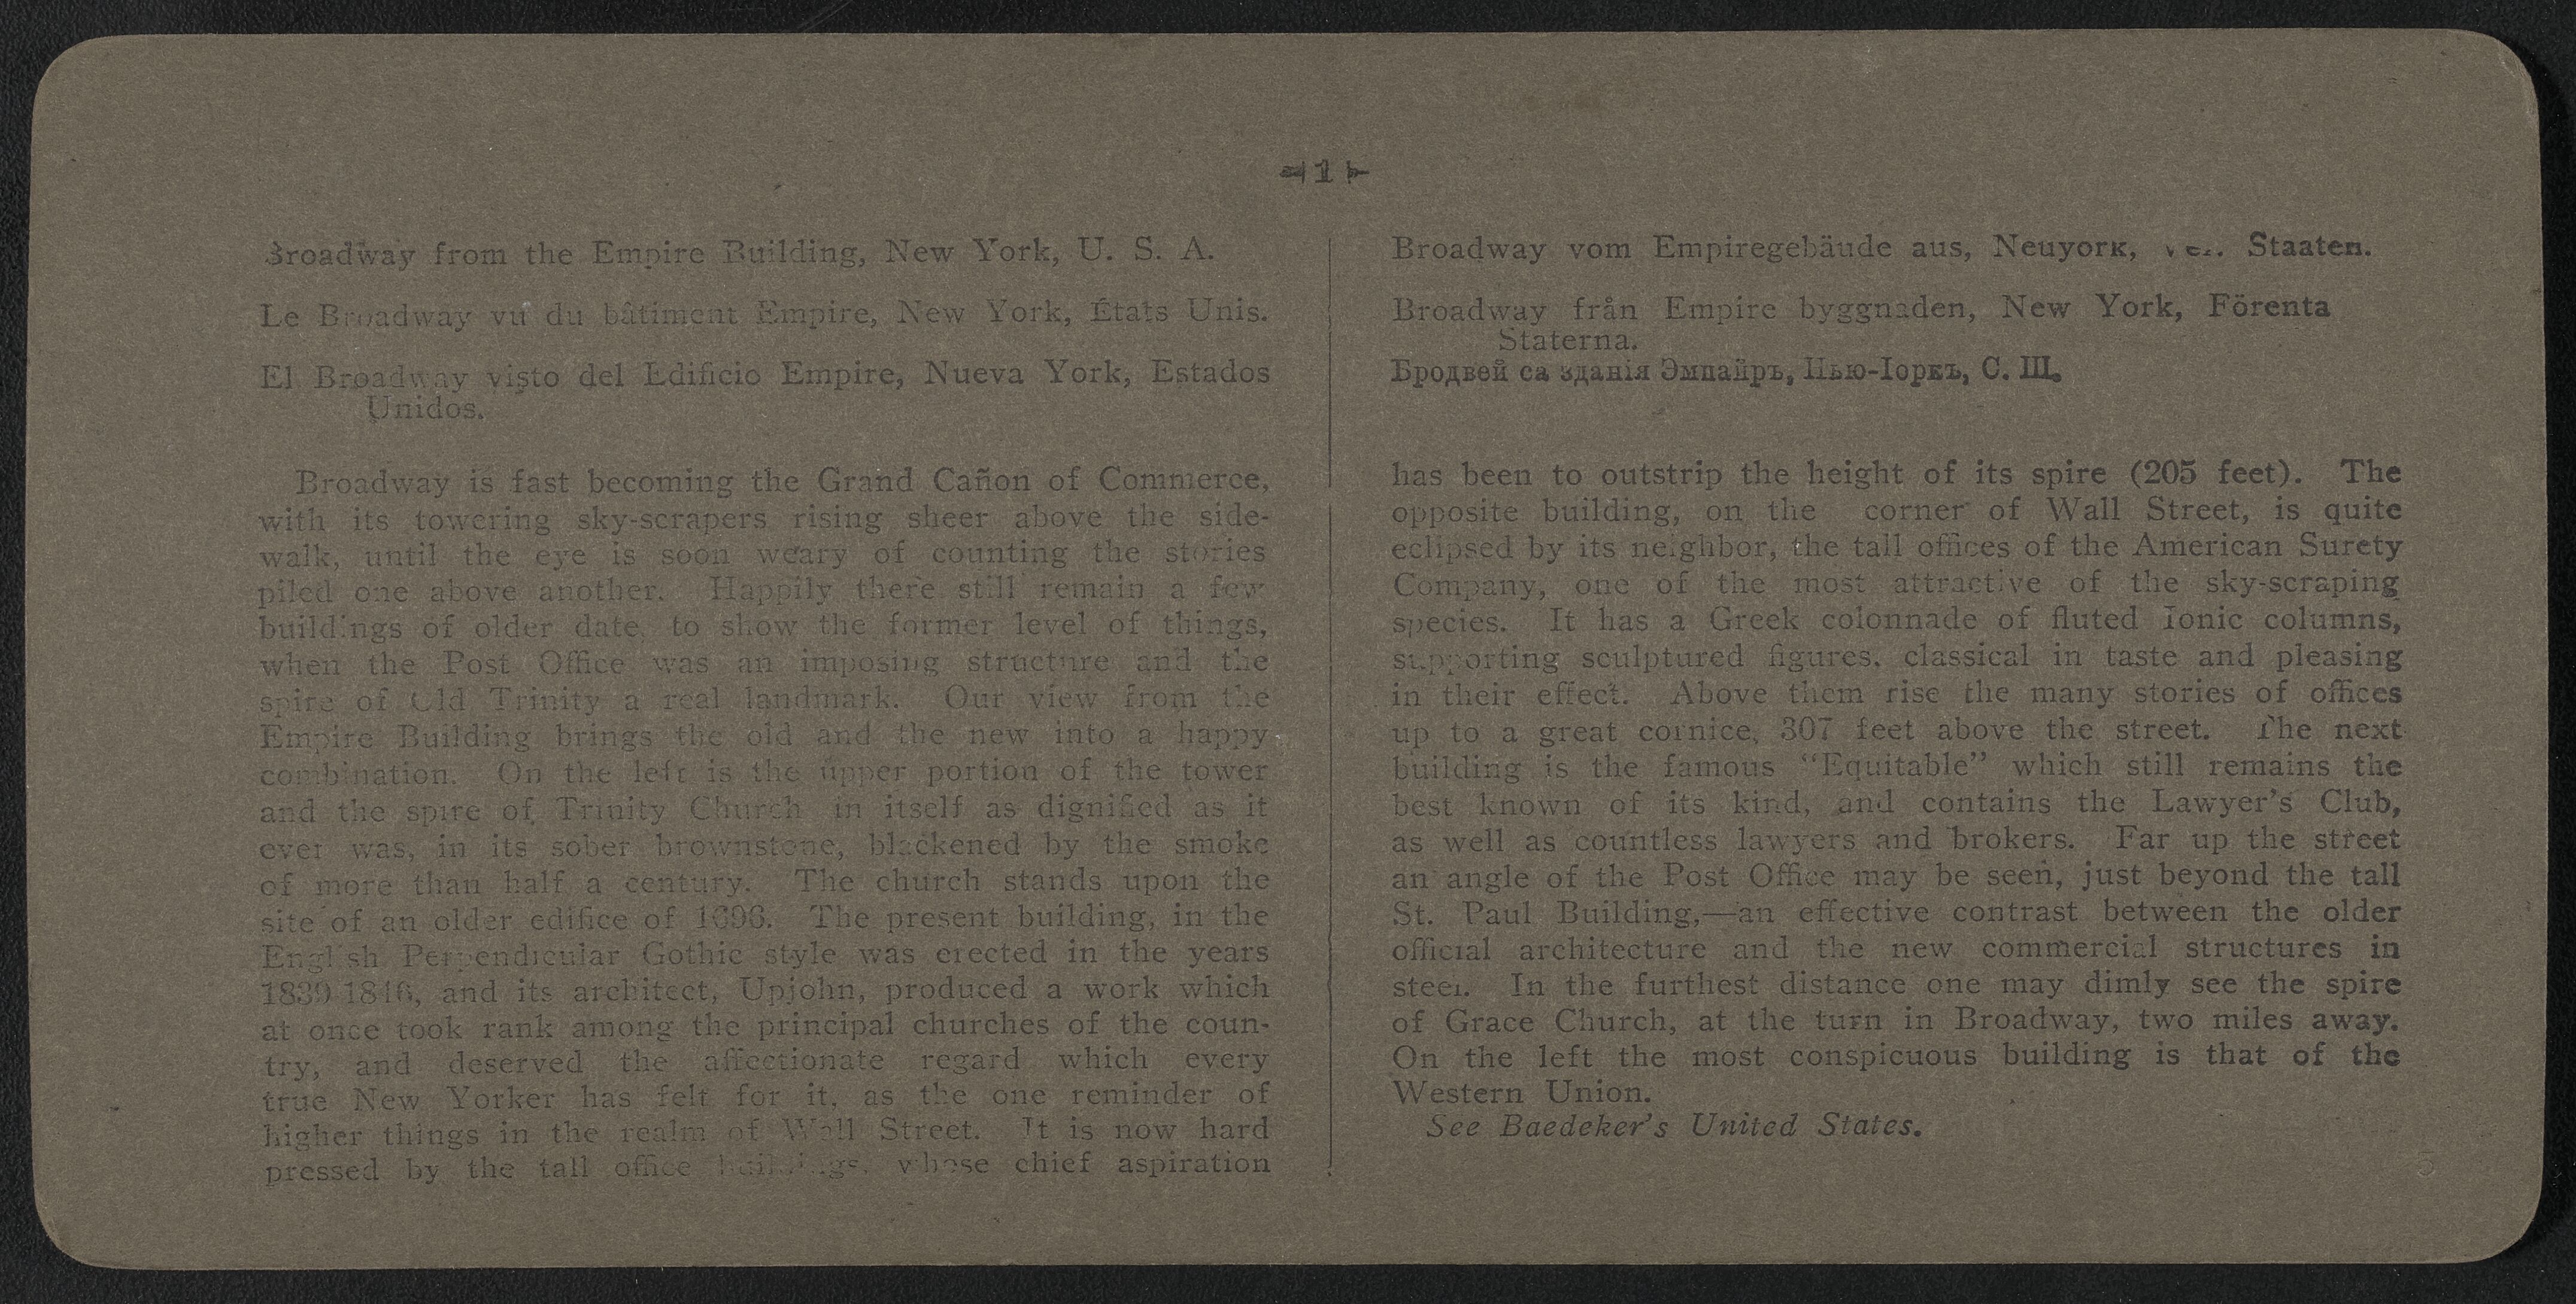 1
Broadway from the Empire Building, New York, U. S. A.
Le Broadway vu du bâtiment Empire, New York, États Unis.
El Broadway visto del Edificio Empire, Nueva York, Estados
Unidos.
Broadway is fast becoming the Grand Cañon of Commerce,
with its towering sky-scrapers rising sheer above the side-
walk, until the eye is soon weary of counting the stories
piled one above another. Happily there still remain a few
buildings of older date, to show the former level of things,
when the Post Office was an imposing structure and the
spire of Old Trinity a real landmark. Our view from the
Empire Building brings the old and the new into a happy
combination. On the left is the upper portion of the tower
and the spire of Trinity Church in itself as dignified as it
ever was, in its sober brownstone, blackened by the smoke
of more than half a century. The church stands upon the
site of an older edifice of 1696. The present building, in the
English Perpendicular Gothic style was erected in the years
1839-1846, and its architect, Upjohn, produced a work which
at once took rank among the principal churches of the coun-
try, and deserved the affectionate regard which every
true New Yorker has felt for it, as the one reminder of
higher things in the realm of Wall Street. It is now hard
pressed by the tall office buildings, whose chief aspiration
Broadway vom Empiregebäude aus, Neuyork, Ver. Staaten.
Broadway från Empire byggnaden, New York, Förenta
Staterna.
Бродвей са зданія Эмпайръ, Нью-Іоркъ, С. Ш.
has been to outstrip the height of its spire (205 feet). The
opposite building, on the corner of Wall Street, is quite
eclipsed by its neighbor, the tall offices of the American Surety
Company, one of the most attractive of the sky-scraping
species. It has a Greek colonnade of fluted Ionic columns,
supporting sculptured figures, classical in taste and pleasing
in their effect. Above them rise the many stories of offices
up to a great cornice, 307 feet above the street. The next
building is the famous "Equitable" which still remains the
best known of its kind, and contains the Lawyer's Club,
as well as countless lawyers and brokers. Far up the street
an angle of the Post Office may be seen, just beyond the tall
St. Paul Building,—an effective contrast between the older
official architecture and the new commercial structures in
steel. In the furthest distance one may dimly see the spire
of Grace Church, at the turn in Broadway, two miles away.
On the left the most conspicuous building is that of the
Western Union.
See Baedeker's United States.
5